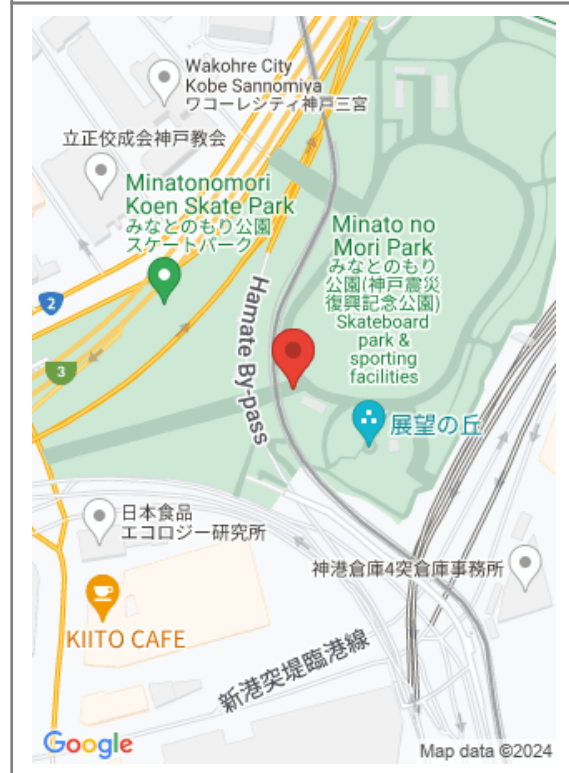 Wakohre City
Kobe Sannomiya
ワコーレシティ神戸三宮
立正佼成会神戸教会
Minatonomori
Koen Skate Park
みなとのもり公園
スケートパーク
Minato no
Mori Park
みなとのもり
公園(神戸震災
復興記念公園)
Skateboard
park &
sporting
facilities
2
Hamate By-pass
3
展望の丘
日本食品
エコロジー研究所
神港倉庫4突倉庫事務所
KIITO CAFE
新港突堤臨港線
Google
Map data ©2024